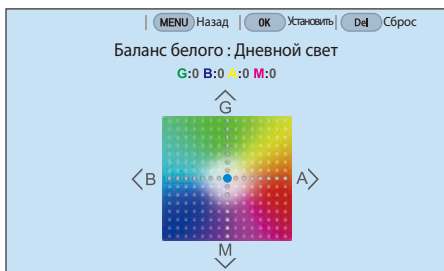 MENU Назад | OK Установить | Del Сброс
Баланс белого : Дневной свет
G:0 B:0 A:0 M:0
G
B A
M